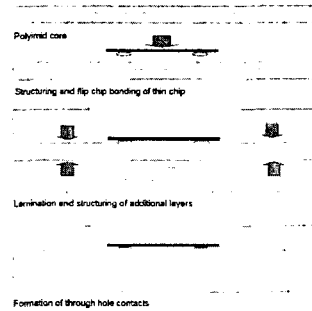 Polyimid core
Structuring and flip chip bonding of thin chip
Lamination and structuring of additional layers
Formation of through hole contacts